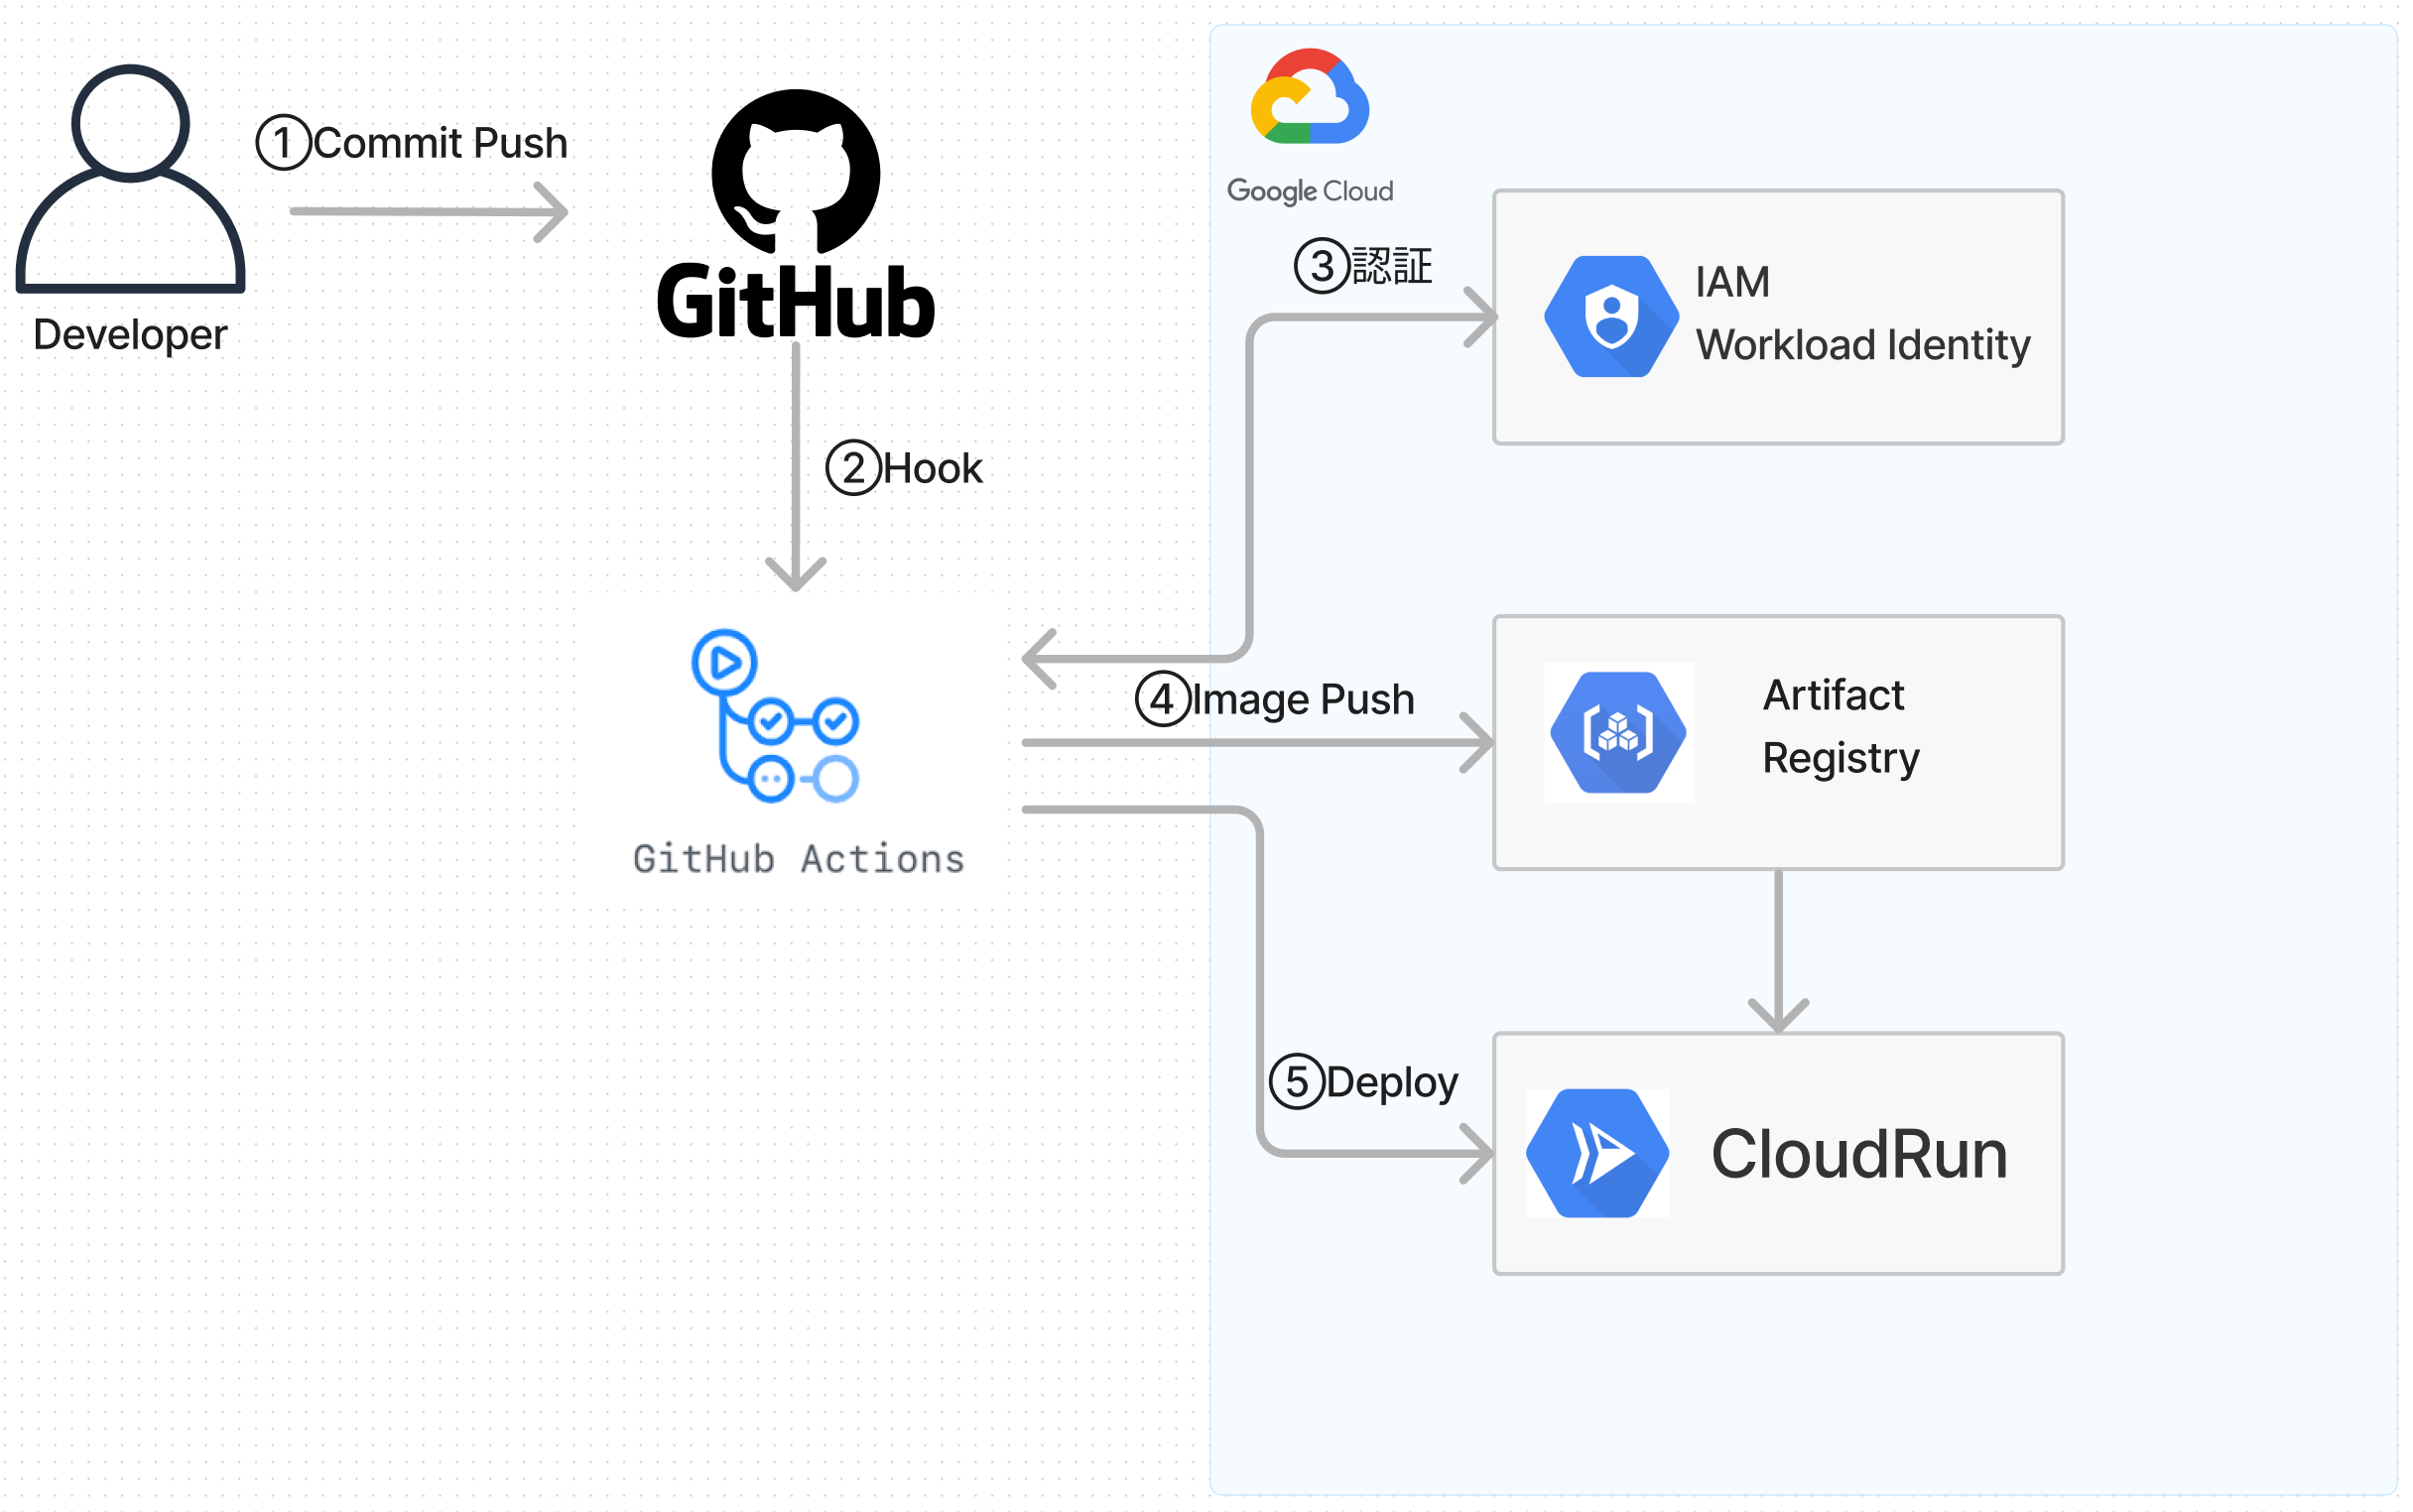 Developer
①Commit Push
GitHub
②Hook
GitHub Actions
Google Cloud
③認証
IAM
Workload Identity
④Image Push
Artifact
Registry
⑤Deploy
CloudRun